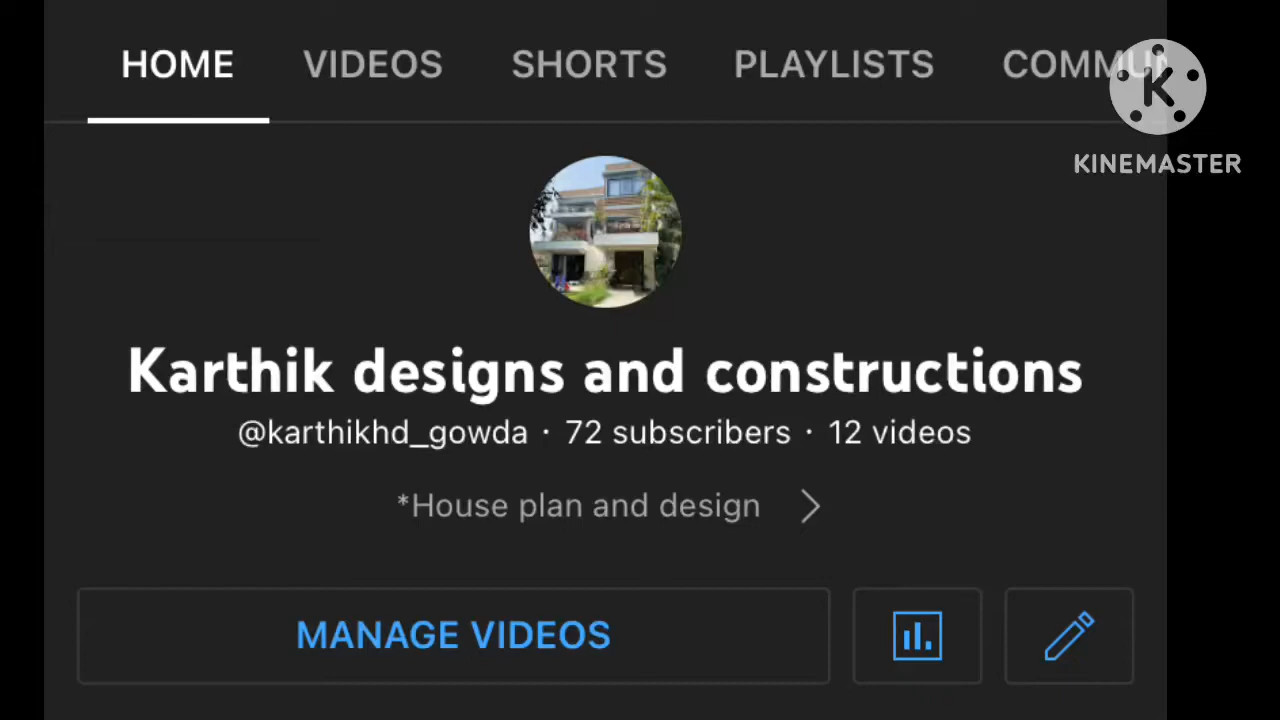 HOME VIDEOS SHORTS PLAYLISTS COMMUN
KINEMASTER
Karthik designs and constructions
@karthikhd_gowda · 72 subscribers · 12 videos
*House plan and design
MANAGE VIDEOS